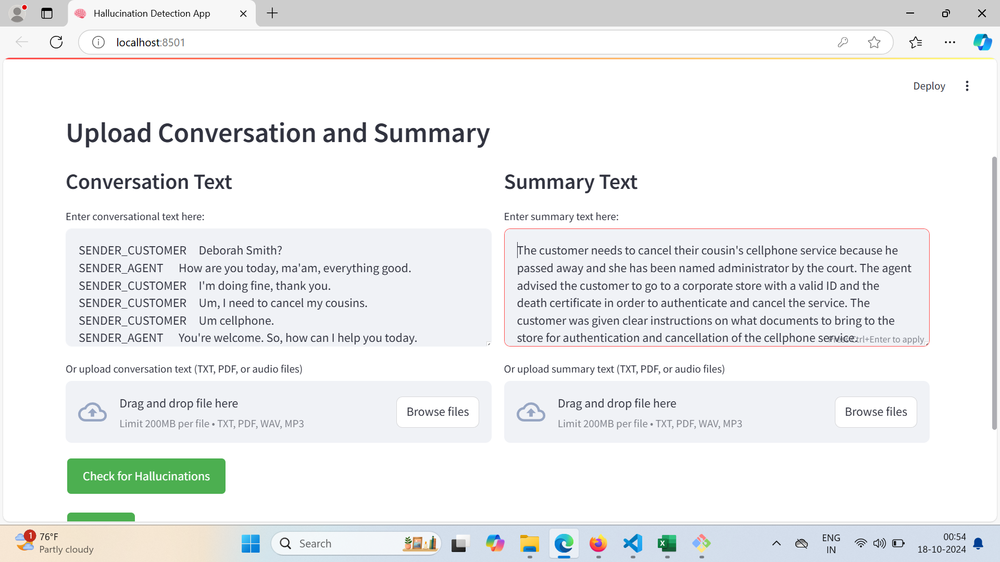 Hallucination Detection App
localhost:8501
Deploy
Upload Conversation and Summary
Conversation Text
Enter conversational text here:
SENDER_CUSTOMER Deborah Smith?
SENDER_AGENT How are you today, ma'am, everything good.
SENDER_CUSTOMER I'm doing fine, thank you.
SENDER_CUSTOMER Um, I need to cancel my cousins.
SENDER_CUSTOMER Um cellphone.
SENDER_AGENT You're welcome. So, how can I help you today.
Or upload conversation text (TXT, PDF, or audio files)
Drag and drop file here
Limit 200MB per file • TXT, PDF, WAV, MP3
Browse files
Summary Text
Enter summary text here:
The customer needs to cancel their cousin's cellphone service because he
passed away and she has been named administrator by the court. The agent
advised the customer to go to a corporate store with a valid ID and the
death certificate in order to authenticate and cancel the service. The
customer was given clear instructions on what documents to bring to the
store for authentication and cancellation of the cellphone service.
Press Ctrl+Enter to apply
Or upload summary text (TXT, PDF, or audio files)
Drag and drop file here
Limit 200MB per file • TXT, PDF, WAV, MP3
Browse files
Check for Hallucinations
1
76°F
Partly cloudy
Search
ENG
IN
00:54
18-10-2024